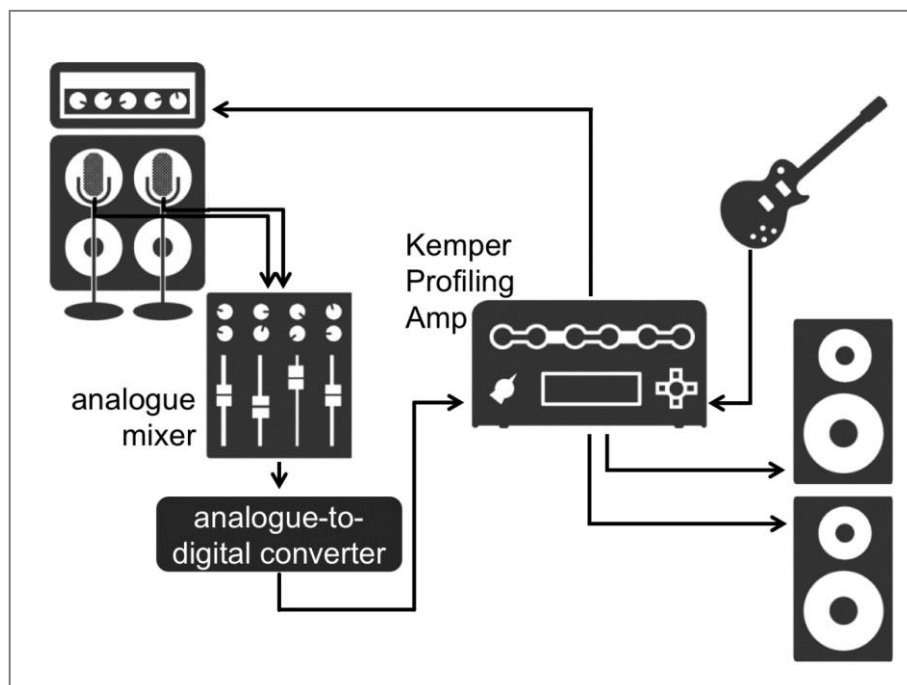 Kemper
Profiling
Amp
analogue
mixer
analogue-to-
digital converter